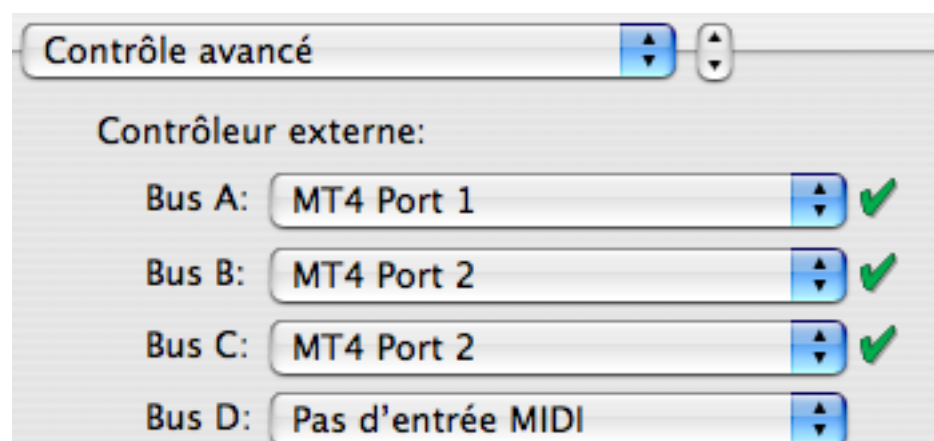 Contrôle avancé
Contrôleur externe:
Bus A: MT4 Port 1
Bus B: MT4 Port 2
Bus C: MT4 Port 2
Bus D: Pas d’entrée MIDI